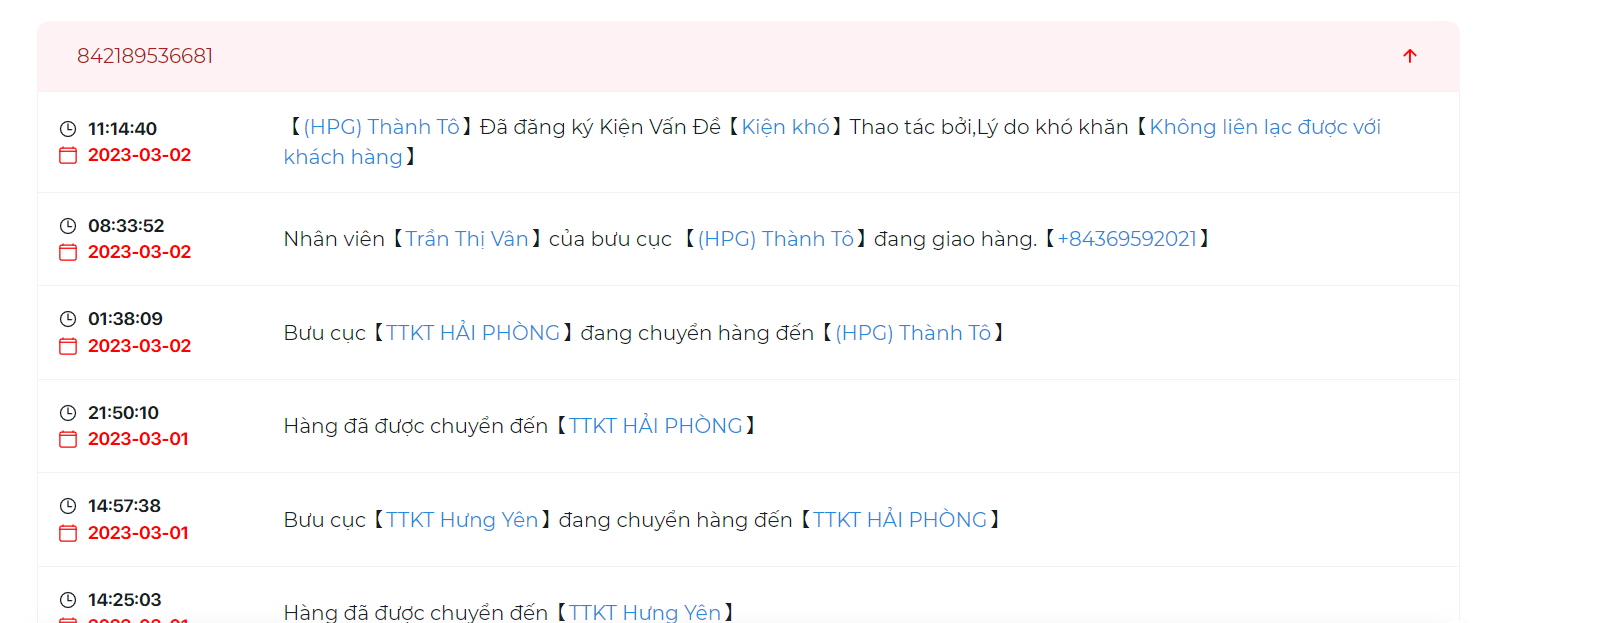 842189536681
11:14:40
2023-03-02
【(HPG) Thành Tô】Đã đăng ký Kiện Vấn Đề【Kiện khó】Thao tác bởi,Lý do khó khăn【Không liên lạc được với
khách hàng】
08:33:52
2023-03-02
Nhân viên【Trần Thị Vân】của bưu cục 【(HPG) Thành Tô】đang giao hàng.【+84369592021】
01:38:09
2023-03-02
Bưu cục【TTKT HẢI PHÒNG】đang chuyển hàng đến【(HPG) Thành Tô】
21:50:10
2023-03-01
Hàng đã được chuyển đến【TTKT HẢI PHÒNG】
14:57:38
2023-03-01
Bưu cục【TTKT Hưng Yên】đang chuyển hàng đến【TTKT HẢI PHÒNG】
14:25:03
2023-03-01
Hàng đã được chuyển đến【TTKT Hưng Yên】